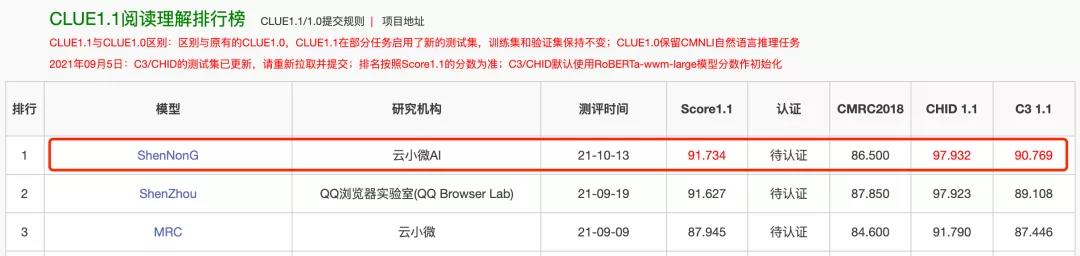 CLUE1.1阅读理解排行榜 CLUE1.1/1.0提交规则 | 项目地址
CLUE1.1与CLUE1.0区别：区别与原有的CLUE1.0，CLUE1.1在部分任务启用了新的测试集，训练集和验证集保持不变；CLUE1.0保留CMNLI自然语言推理任务
2021年09月5日：C3/CHID的测试集已更新，请重新拉取并提交；排名按照Score1.1的分数为准；C3/CHID默认使用RoBERTa-wwm-large模型分数作初始化
排行 模型 研究机构 测评时间 Score1.1 认证 CMRC2018 CHID 1.1 C3 1.1
1 ShenNonG 云小微AI 21-10-13 91.734 待认证 86.500 97.932 90.769
2 ShenZhou QQ浏览器实验室(QQ Browser Lab) 21-09-19 91.627 待认证 87.850 97.923 89.108
3 MRC 云小微 21-09-09 87.945 待认证 84.600 91.790 87.446